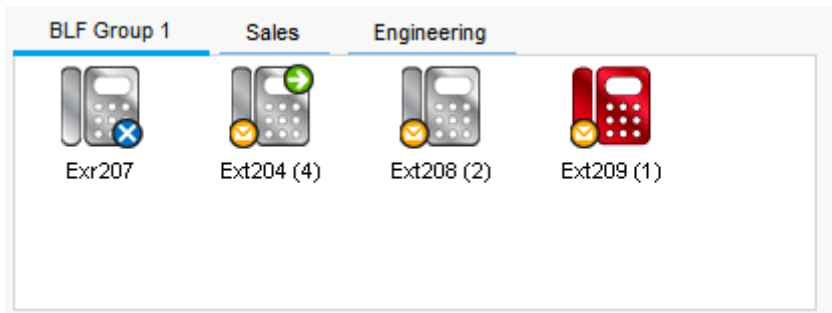 BLF Group 1 Sales Engineering
Exr207 Ext204 (4) Ext208 (2) Ext209 (1)